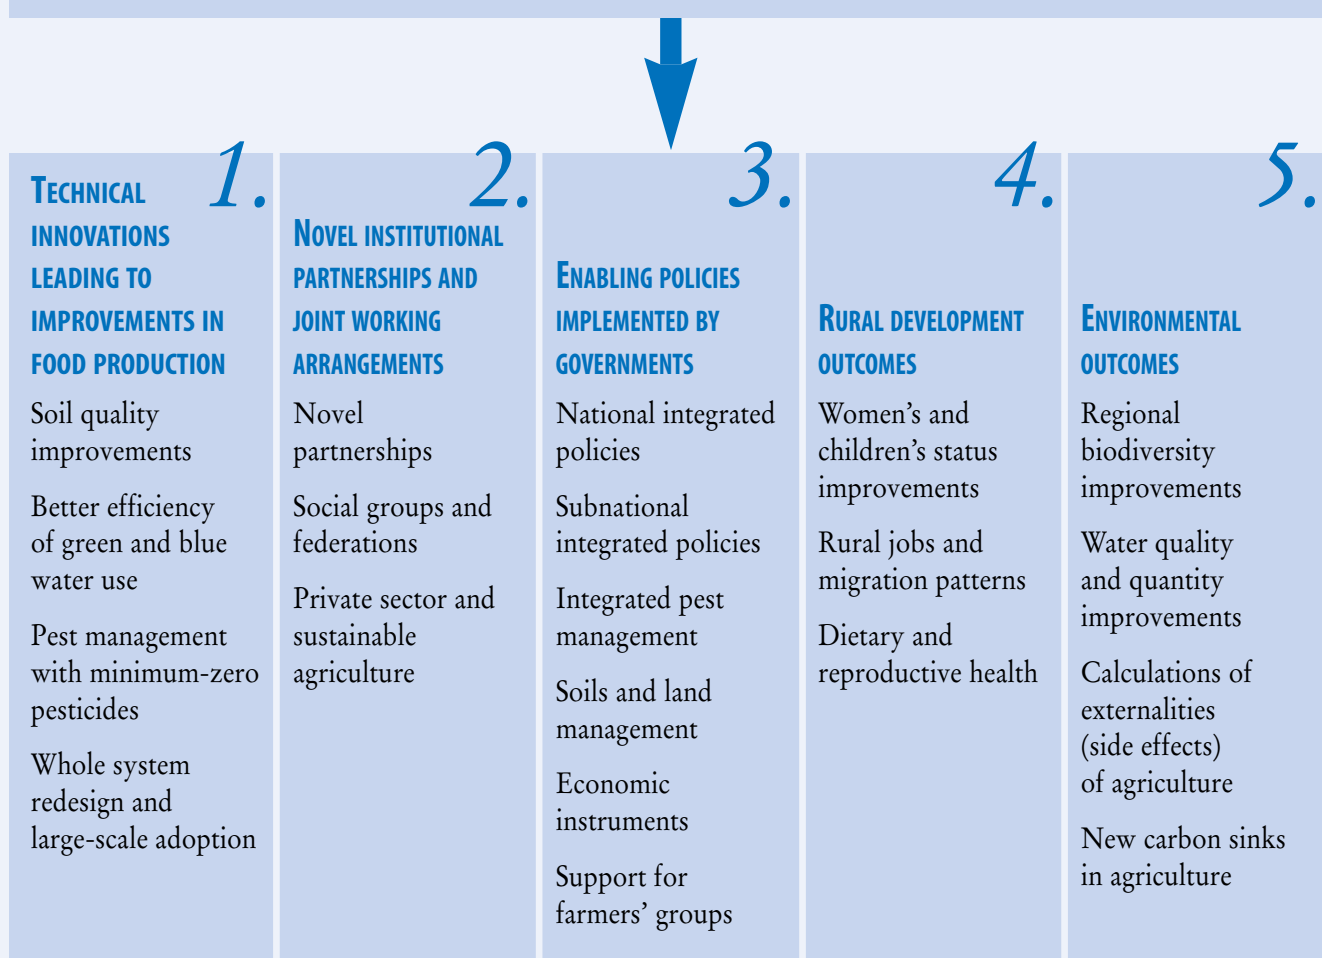 1.
TECHNICAL
INNOVATIONS
LEADING TO
IMPROVEMENTS IN
FOOD PRODUCTION
Soil quality
improvements
Better efficiency
of green and blue
water use
Pest management
with minimum-zero
pesticides
Whole system
redesign and
large-scale adoption
2.
NOVEL INSTITUTIONAL
PARTNERSHIPS AND
JOINT WORKING
ARRANGEMENTS
Novel
partnerships
Social groups and
federations
Private sector and
sustainable
agriculture
3.
ENABLING POLICIES
IMPLEMENTED BY
GOVERNMENTS
National integrated
policies
Subnational
integrated policies
Integrated pest
management
Soils and land
management
Economic
instruments
Support for
farmers’ groups
4.
RURAL DEVELOPMENT
OUTCOMES
Women’s and
children’s status
improvements
Rural jobs and
migration patterns
Dietary and
reproductive health
5.
ENVIRONMENTAL
OUTCOMES
Regional
biodiversity
improvements
Water quality
and quantity
improvements
Calculations of
externalities
(side effects)
of agriculture
New carbon sinks
in agriculture